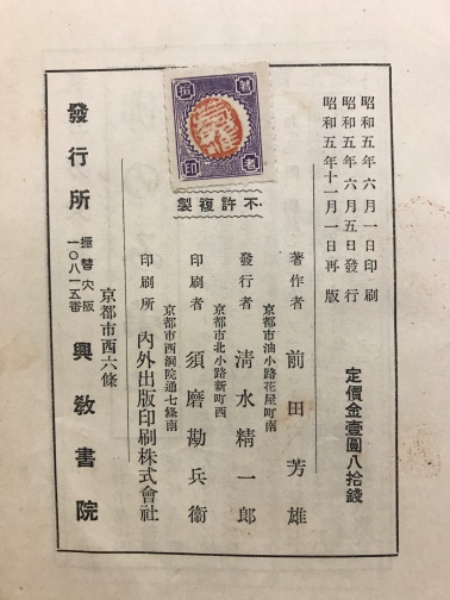 昭和五年六月一日印刷
昭和五年六月五日發行
昭和五年十一月一日再版
定價金壹圓八拾錢
著作者 前田芳雄
京都市油小路花屋町南
發行者 清水精一郎
京都市北小路新町西
印刷者 須磨勘兵衞
京都市西洞院通七條南
印刷所 內外出版印刷株式會社
不許複製
著者檢印
京都市西六條
發行所 興教書院
振替大阪
一〇八一五番